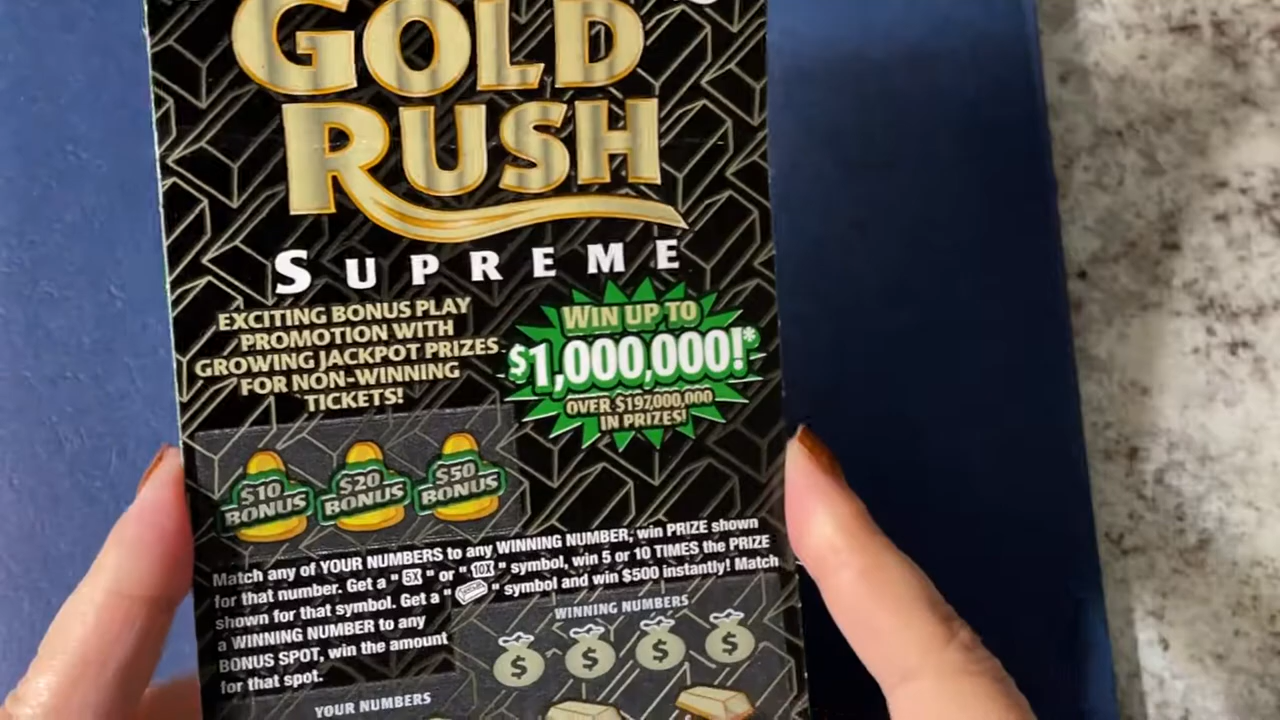 GOLD
RUSH
SUPREME
EXCITING BONUS PLAY
PROMOTION WITH
GROWING JACKPOT PRIZES
FOR NON-WINNING
TICKETS!
WIN UP TO
$1,000,000!*
OVER $197,000,000
IN PRIZES!
$10
BONUS
$20
BONUS
$50
BONUS
Match any of YOUR NUMBERS to any WINNING NUMBER, win PRIZE shown
for that number. Get a "5X" or "10X" symbol, win 5 or 10 TIMES the PRIZE
shown for that symbol. Get a " " symbol and win $500 instantly! Match
a WINNING NUMBER to any
BONUS SPOT, win the amount
for that spot.
WINNING NUMBERS
$ $ $ $
YOUR NUMBERS